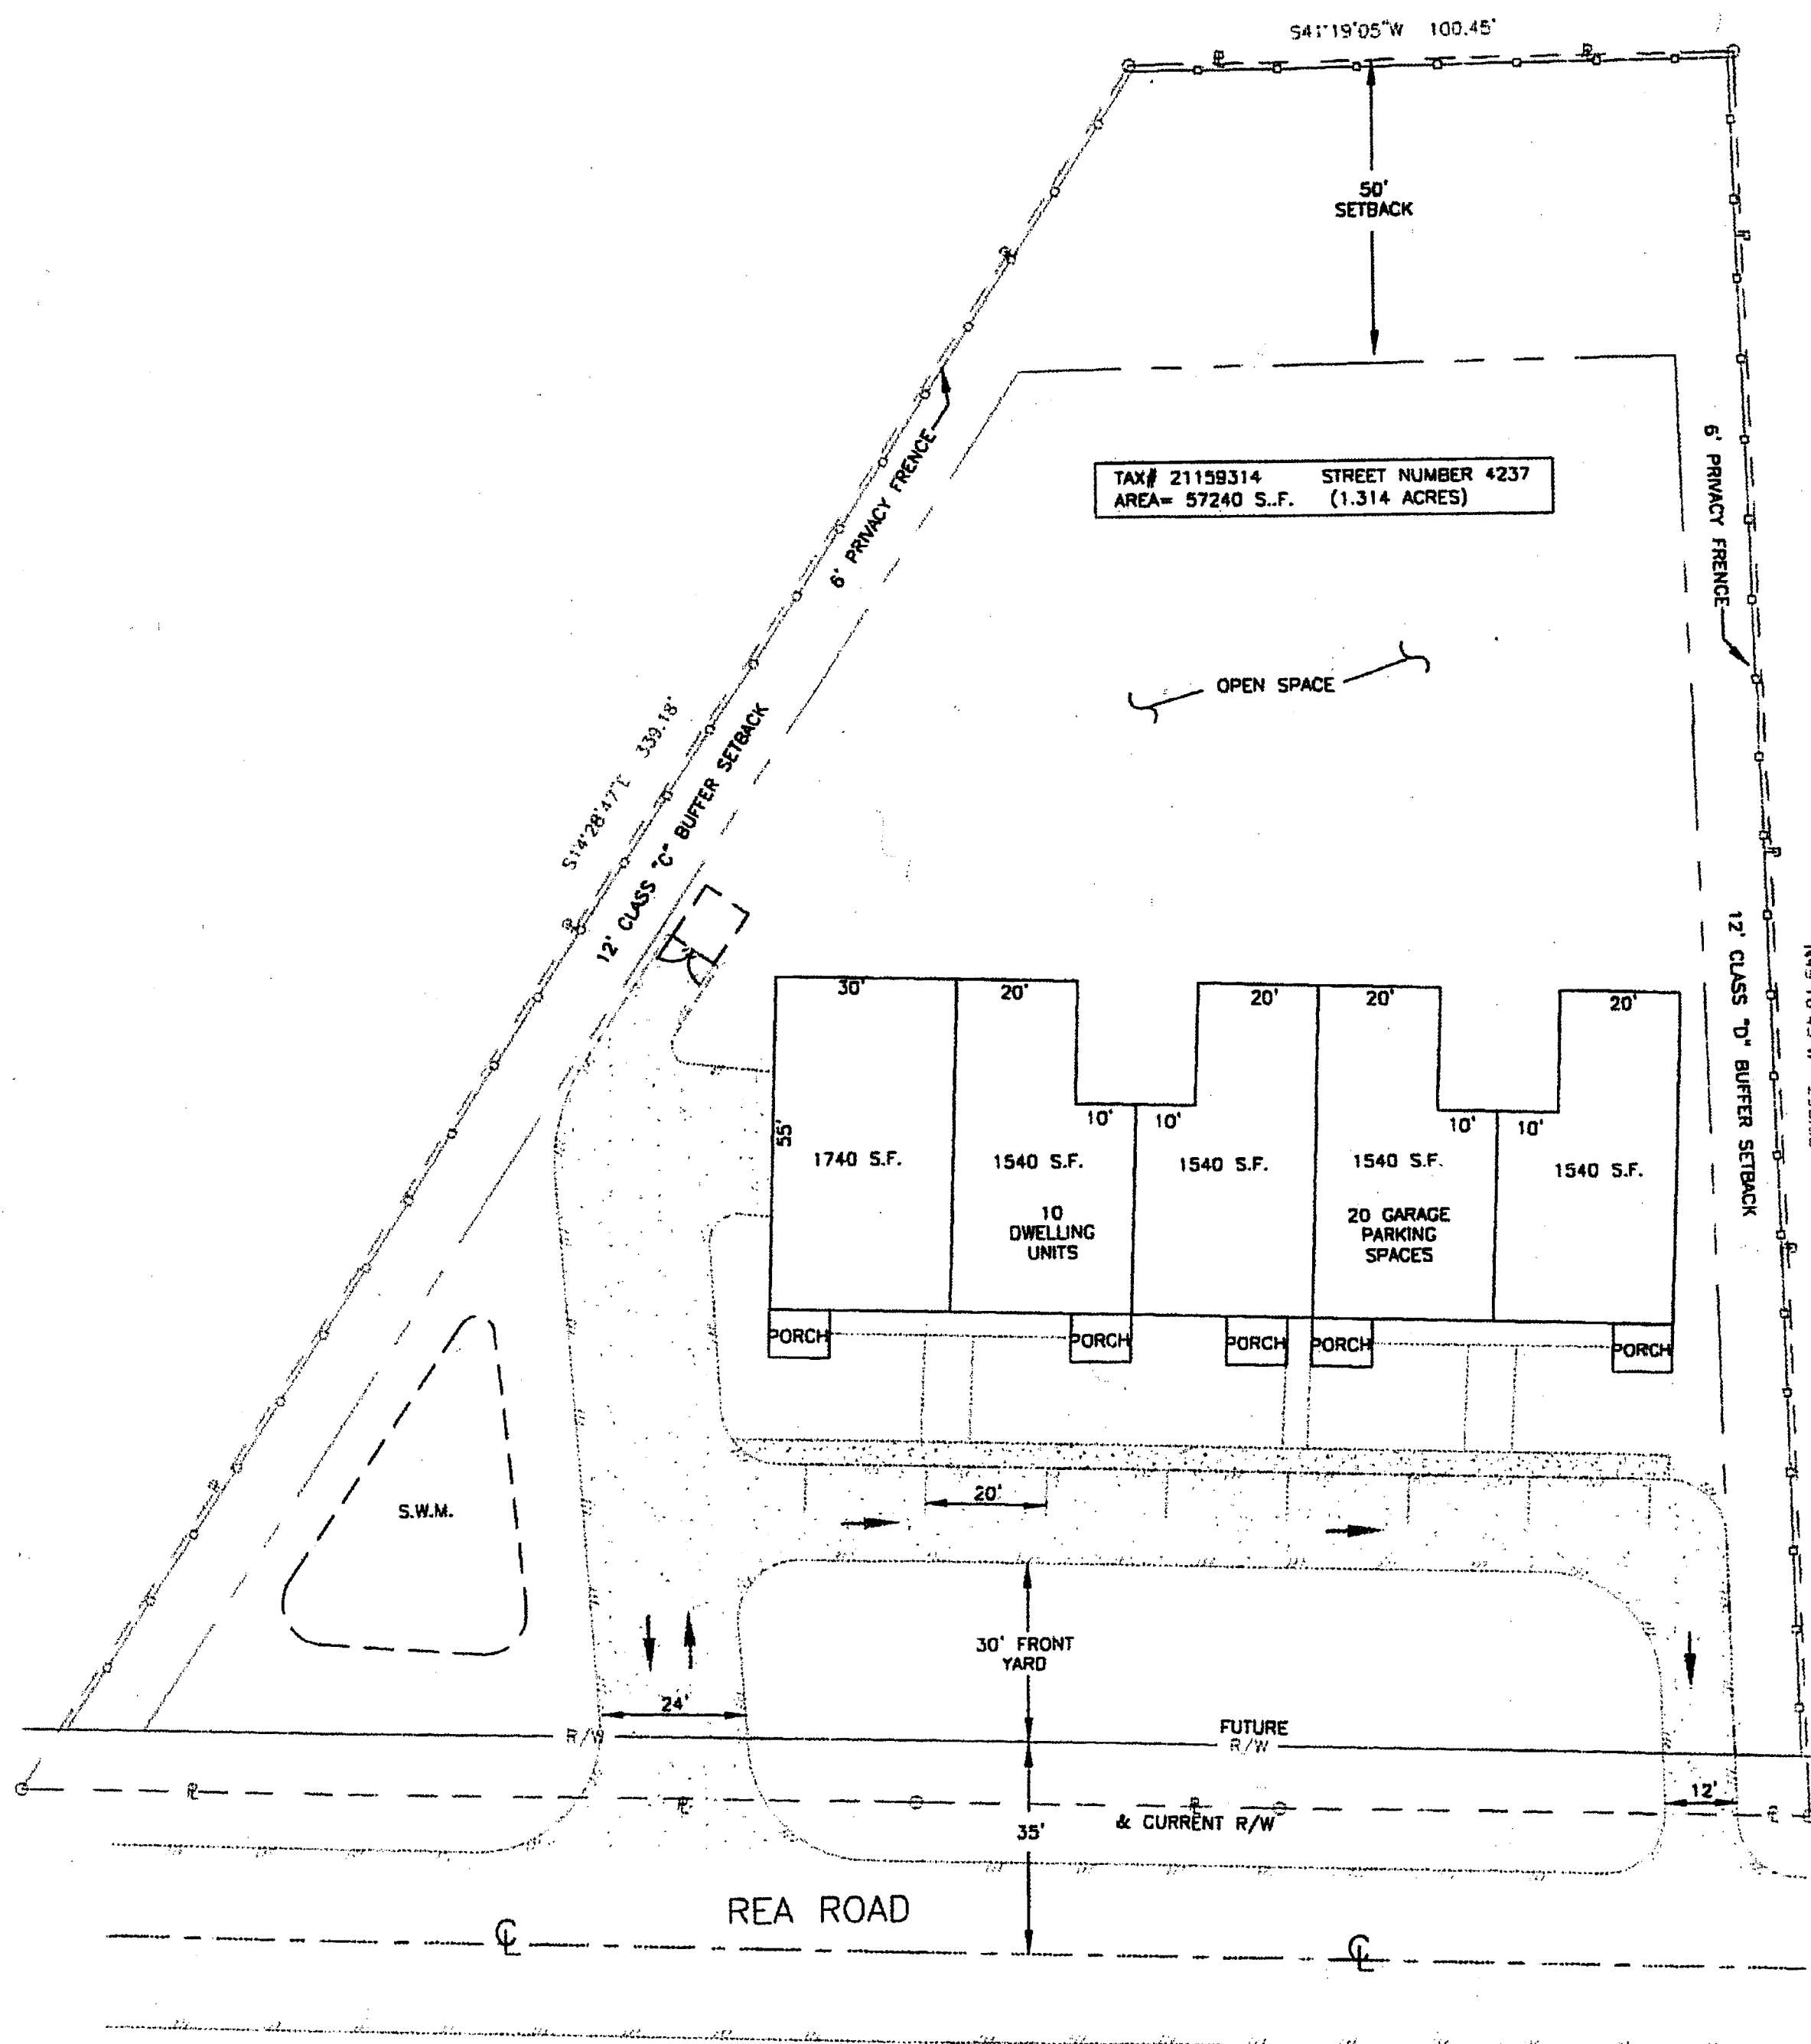 S41°19'05"W 100.45'
50'
SETBACK
6' PRIVACY FRENCE
TAX# 21159314 STREET NUMBER 4237
AREA= 57240 S..F. (1.314 ACRES)
6' PRIVACY FRENCE
OPEN SPACE
339.18'
12' CLASS "C" BUFFER SETBACK
12' CLASS "D" BUFFER SETBACK
30'
20'
20'
20'
20'
10'
10'
10'
10'
55'
1740 S.F.
1540 S.F.
1540 S.F.
1540 S.F.
1540 S.F.
10
DWELLING
UNITS
20 GARAGE
PARKING
SPACES
PORCH
PORCH
PORCH
PORCH
PORCH
S.W.M.
20'
30' FRONT
YARD
24'
R/W
FUTURE
R/W
12'
& CURRENT R/W
35'
REA ROAD